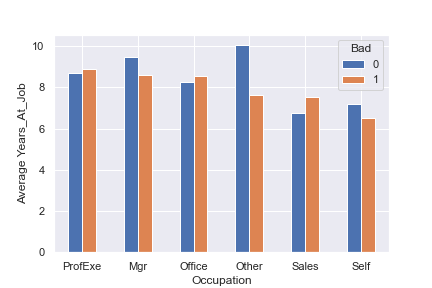 Bad
0
1
10
8
6
4
2
0
Average Years_At_Job
ProfExe Mgr Office Other Sales Self
Occupation